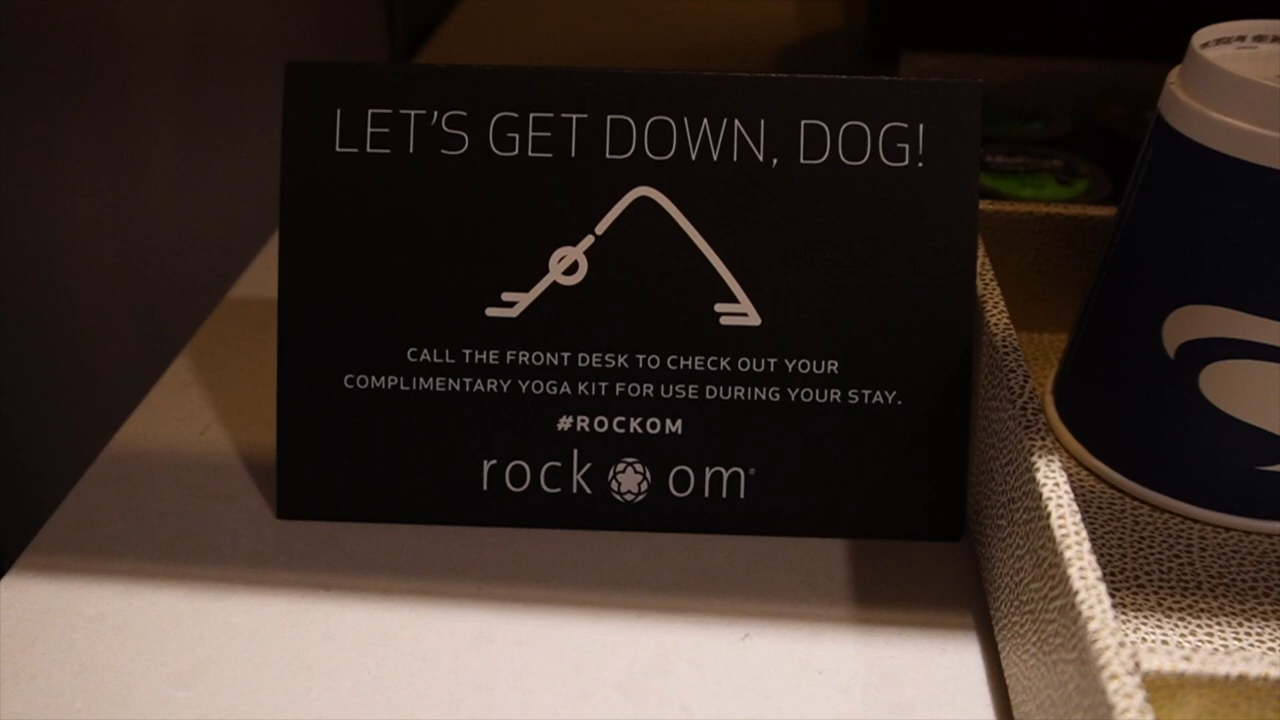 LET'S GET DOWN, DOG!
CALL THE FRONT DESK TO CHECK OUT YOUR
COMPLIMENTARY YOGA KIT FOR USE DURING YOUR STAY.
#ROCKOM
rock om®